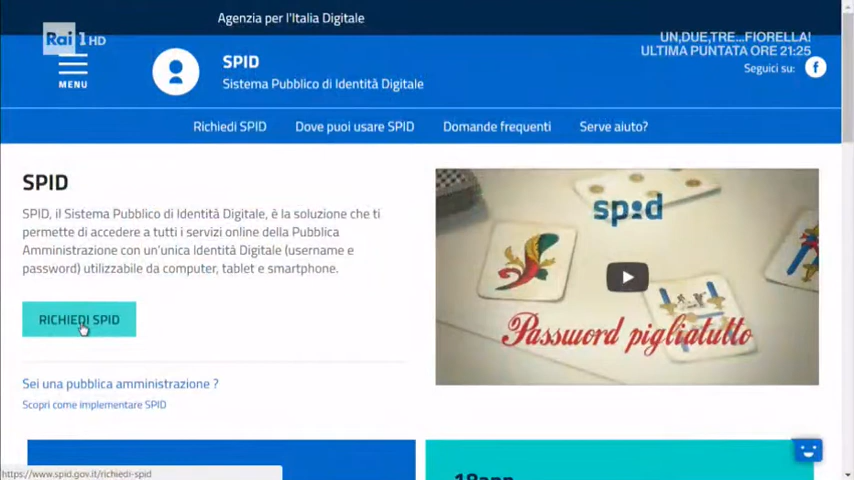 Agenzia per l'Italia Digitale
Rai 1 HD
UN,DUE,TRE...FIORELLA!
ULTIMA PUNTATA ORE 21:25
MENU
SPID
Sistema Pubblico di Identità Digitale
Seguici su:
Richiedi SPID
Dove puoi usare SPID
Domande frequenti
Serve aiuto?
SPID
SPID, il Sistema Pubblico di Identità Digitale, è la soluzione che ti
permette di accedere a tutti i servizi online della Pubblica
Amministrazione con un'unica Identità Digitale (username e
password) utilizzabile da computer, tablet e smartphone.
RICHIEDI SPID
spid
Password pigliatutto
Sei una pubblica amministrazione ?
Scopri come implementare SPID
18app
https://www.spid.gov.it/richiedi-spid